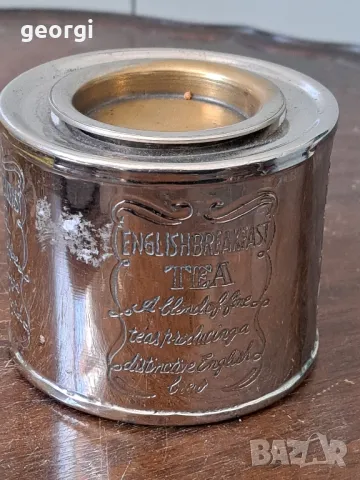 georgi
ENGLISH BREAKFAST
TEA
A blend of fine
teas producing a
distinctive English
BAZAR